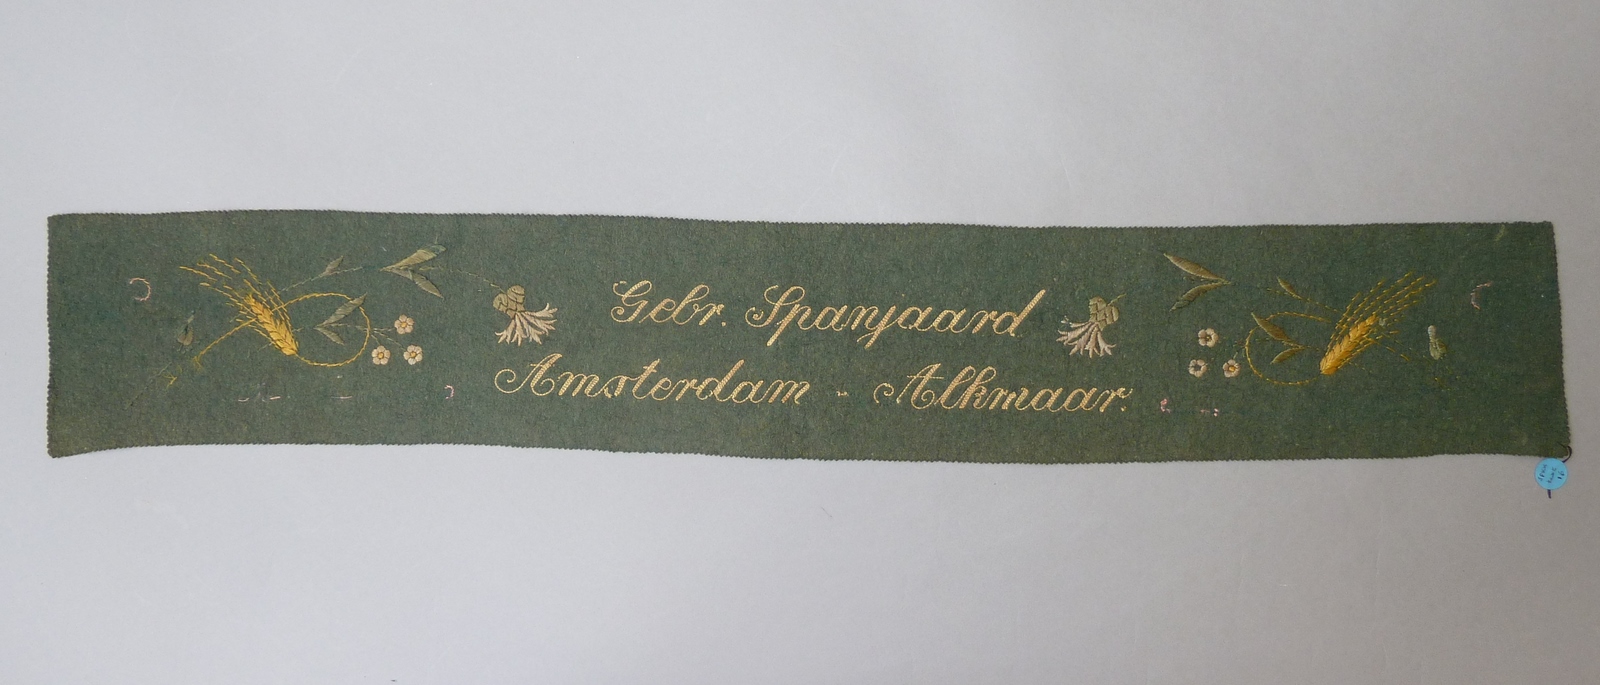 Gebr. Spanjaard.
Amsterdam - Alkmaar.